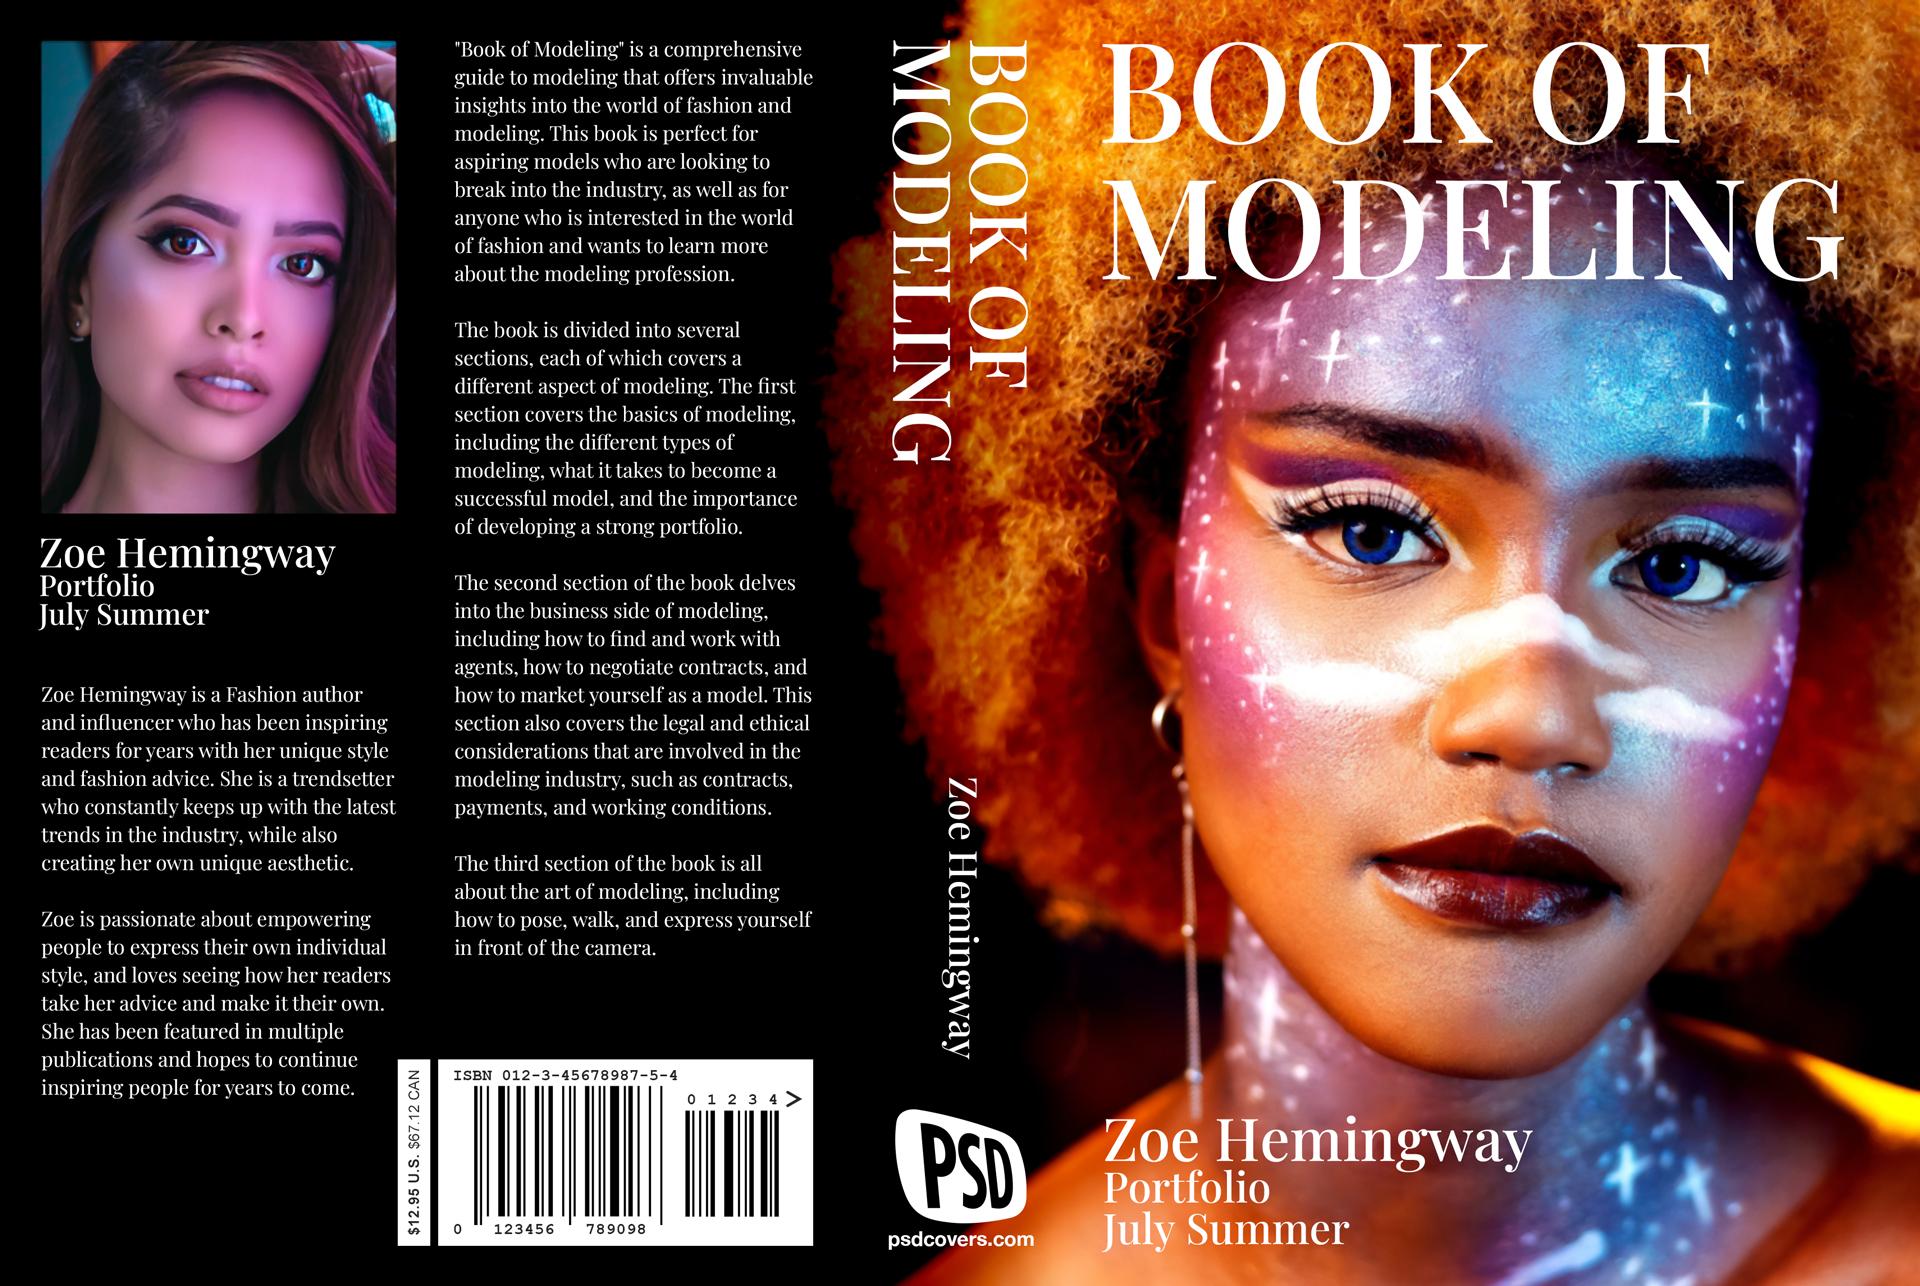 Zoe Hemingway
Portfolio
July Summer
Zoe Hemingway is a Fashion author
and influencer who has been inspiring
readers for years with her unique style
and fashion advice. She is a trendsetter
who constantly keeps up with the latest
trends in the industry, while also
creating her own unique aesthetic.
Zoe is passionate about empowering
people to express their own individual
style, and loves seeing how her readers
take her advice and make it their own.
She has been featured in multiple
publications and hopes to continue
inspiring people for years to come.
"Book of Modeling" is a comprehensive
guide to modeling that offers invaluable
insights into the world of fashion and
modeling. This book is perfect for
aspiring models who are looking to
break into the industry, as well as for
anyone who is interested in the world
of fashion and wants to learn more
about the modeling profession.
The book is divided into several
sections, each of which covers a
different aspect of modeling. The first
section covers the basics of modeling,
including the different types of
modeling, what it takes to become a
successful model, and the importance
of developing a strong portfolio.
The second section of the book delves
into the business side of modeling,
including how to find and work with
agents, how to negotiate contracts, and
how to market yourself as a model. This
section also covers the legal and ethical
considerations that are involved in the
modeling industry, such as contracts,
payments, and working conditions.
The third section of the book is all
about the art of modeling, including
how to pose, walk, and express yourself
in front of the camera.
$12.95 U.S. $67.12 CAN
ISBN 012-3-45678987-5-4
0 1 2 3 4 >
0 123456 789098
BOOK OF
MODELING
Zoe Hemingway
PSD
psdcovers.com
BOOK OF
MODELING
Zoe Hemingway
Portfolio
July Summer